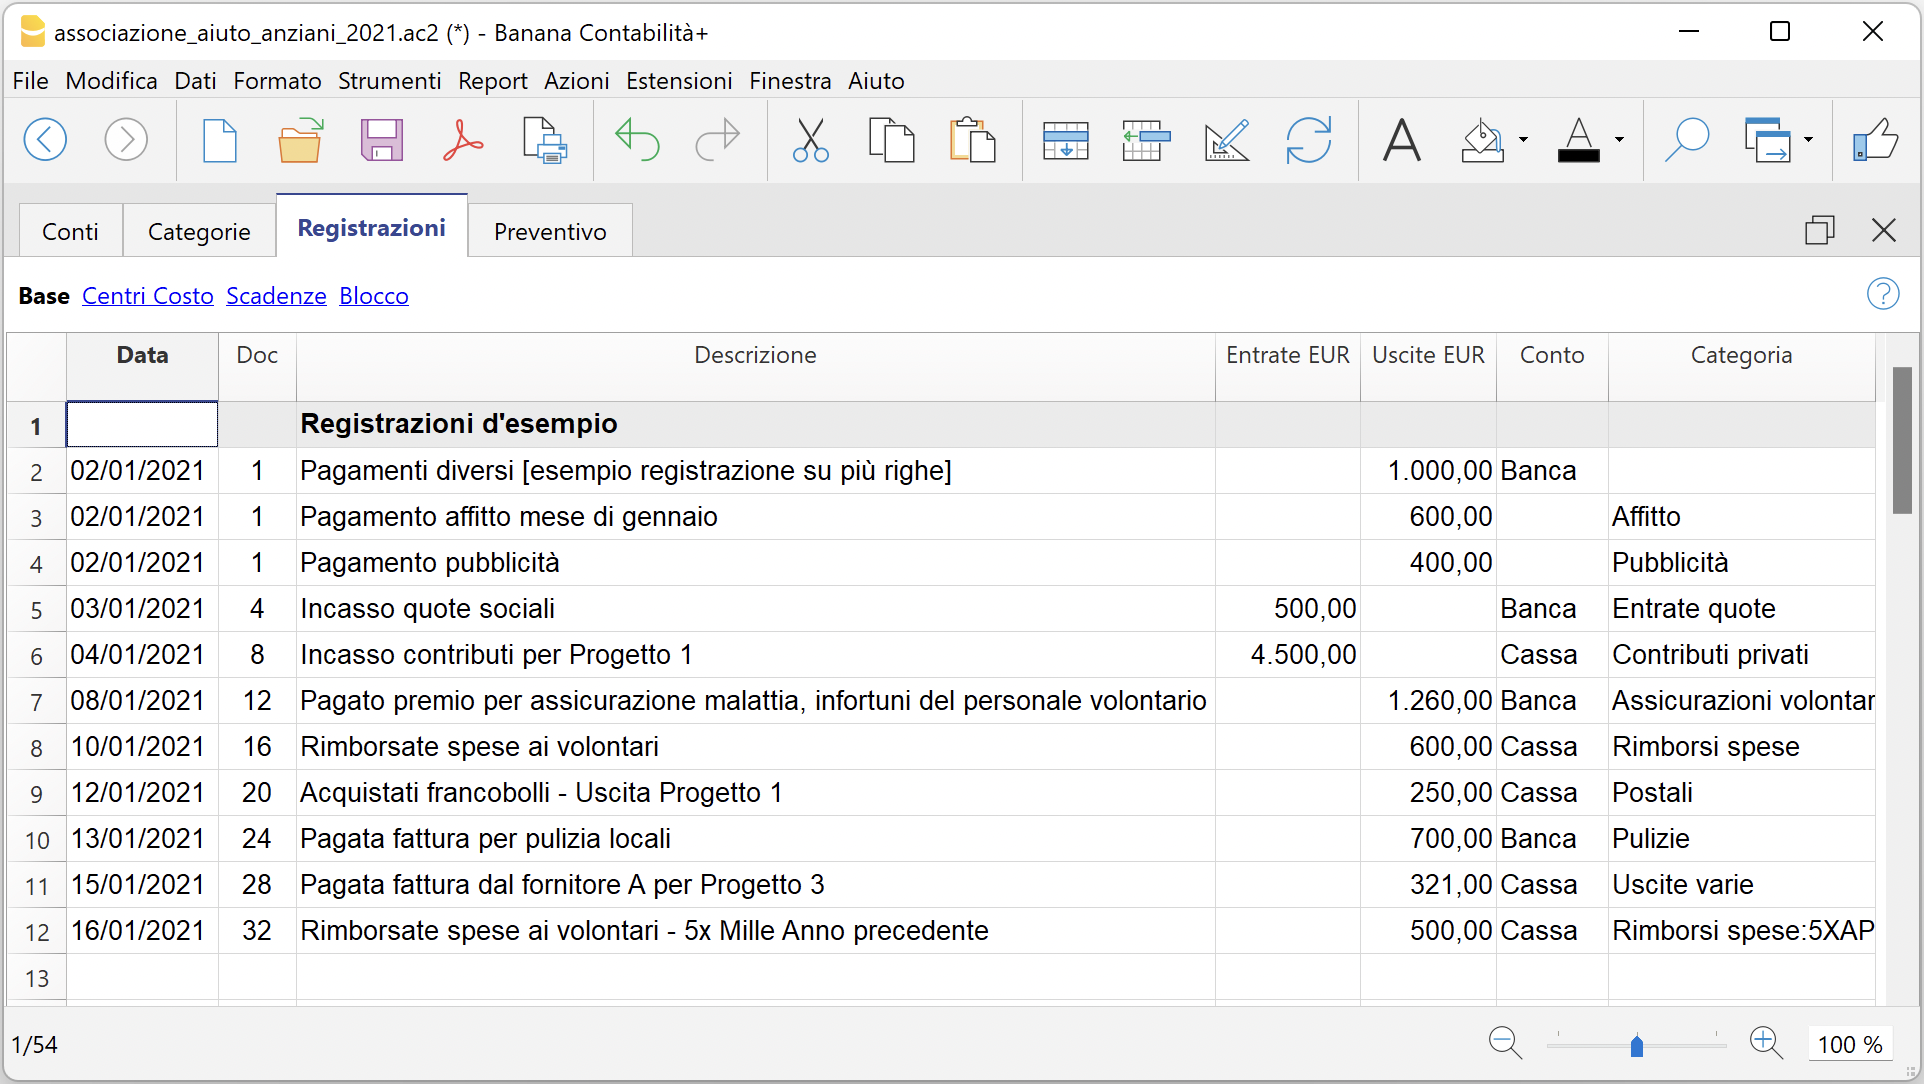 associazione_aiuto_anziani_2021.ac2 (*) - Banana Contabilità+
File Modifica Dati Formato Strumenti Report Azioni Estensioni Finestra Aiuto
Conti Categorie Registrazioni Preventivo
Base Centri Costo Scadenze Blocco
Data Doc Descrizione Entrate EUR Uscite EUR Conto Categoria
1 Registrazioni d'esempio
2 02/01/2021 1 Pagamenti diversi [esempio registrazione su più righe] 1.000,00 Banca
3 02/01/2021 1 Pagamento affitto mese di gennaio 600,00 Affitto
4 02/01/2021 1 Pagamento pubblicità 400,00 Pubblicità
5 03/01/2021 4 Incasso quote sociali 500,00 Banca Entrate quote
6 04/01/2021 8 Incasso contributi per Progetto 1 4.500,00 Cassa Contributi privati
7 08/01/2021 12 Pagato premio per assicurazione malattia, infortuni del personale volontario 1.260,00 Banca Assicurazioni volontar
8 10/01/2021 16 Rimborsate spese ai volontari 600,00 Cassa Rimborsi spese
9 12/01/2021 20 Acquistati francobolli - Uscita Progetto 1 250,00 Cassa Postali
10 13/01/2021 24 Pagata fattura per pulizia locali 700,00 Banca Pulizie
11 15/01/2021 28 Pagata fattura dal fornitore A per Progetto 3 321,00 Cassa Uscite varie
12 16/01/2021 32 Rimborsate spese ai volontari - 5x Mille Anno precedente 500,00 Cassa Rimborsi spese:5XAP
13
1/54 100 %